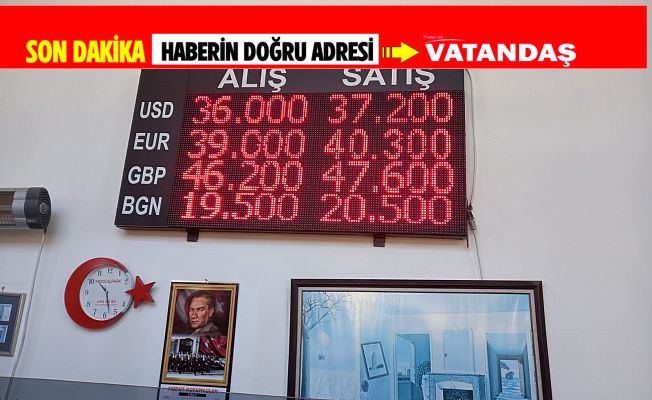 SON DAKİKA HABERİN DOĞRU ADRESİ VATANDAŞ
ALIŞ SATIŞ
USD 36.000 37.200
EUR 39.000 40.300
GBP 46.200 47.600
BGN 19.500 20.500
MEDICALPARK